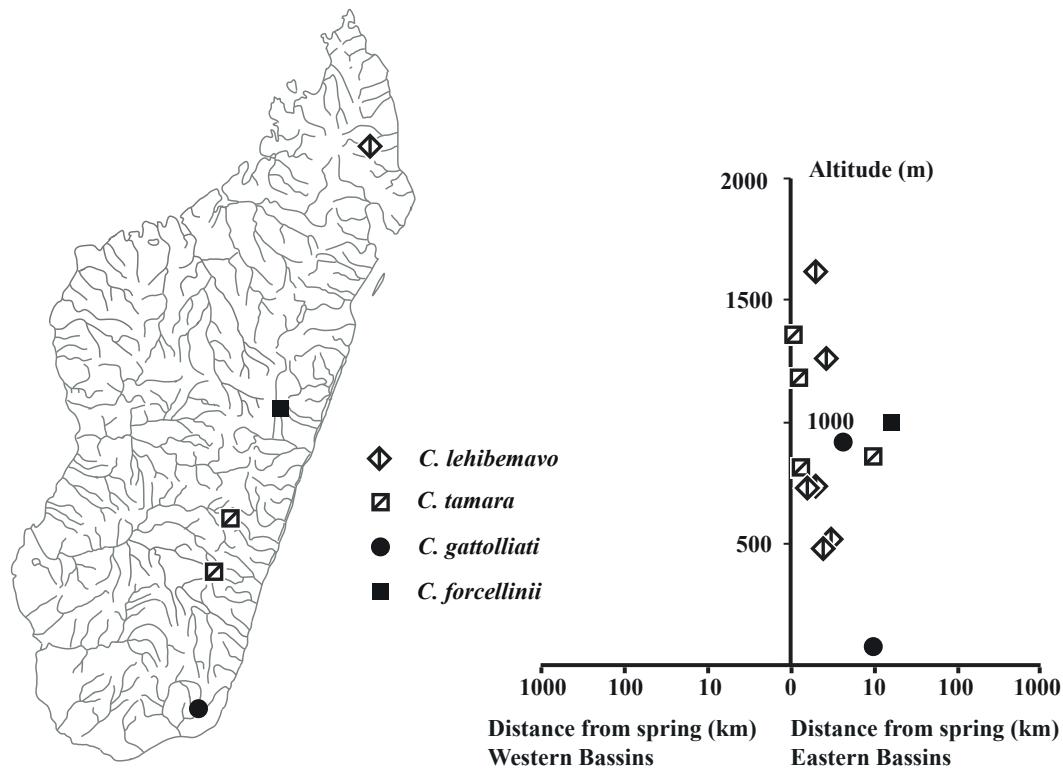 C. lehibemavo
C. tamara
C. gattolliati
C. forcellinii
Altitude (m)
2000
1500
1000
500
1000 100 10 0 10 100 1000
Distance from spring (km)
Western Bassins
Distance from spring (km)
Eastern Bassins